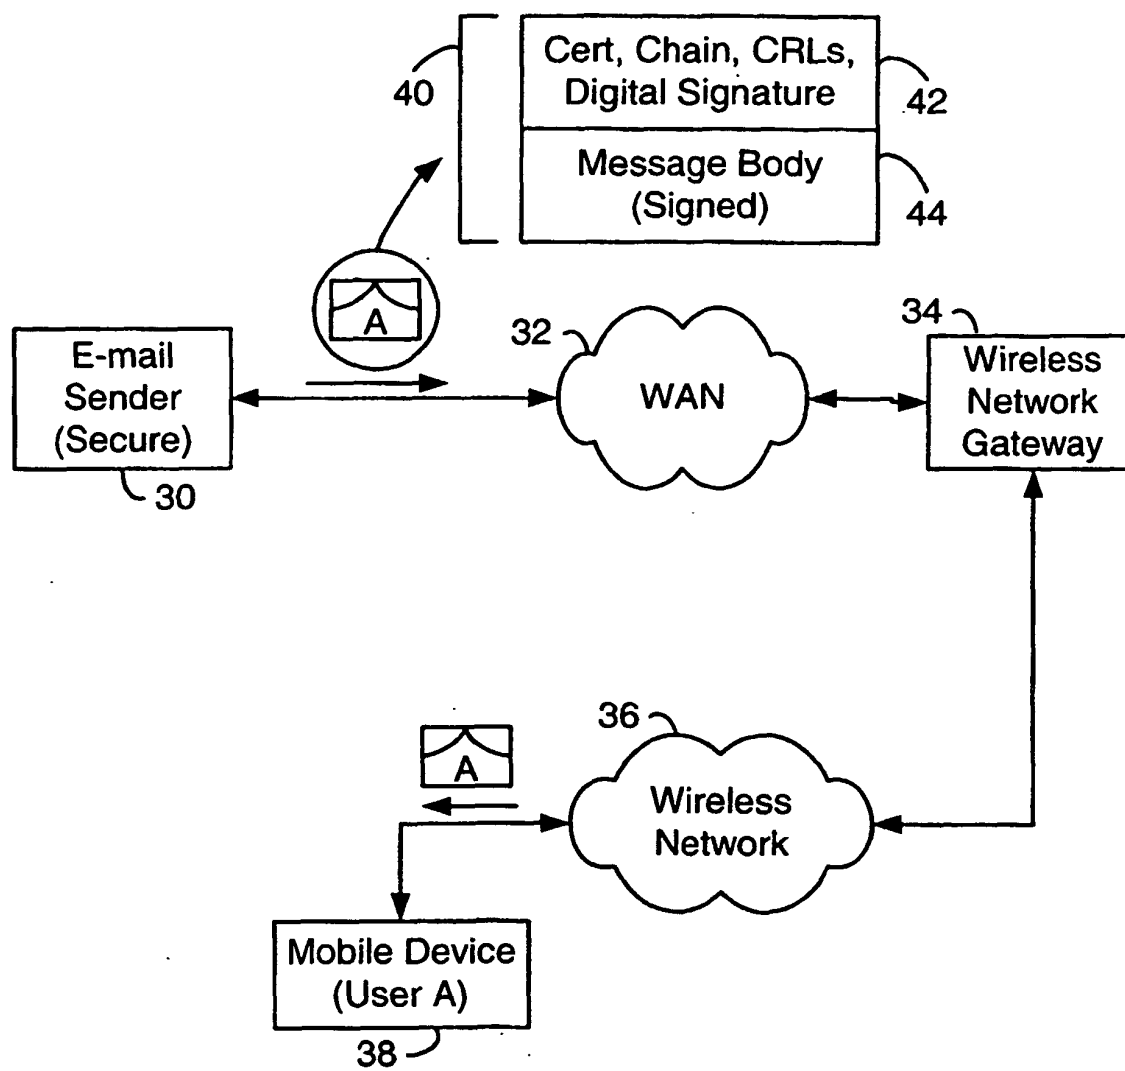 40
Cert, Chain, CRLs,
Digital Signature
42
Message Body
(Signed)
44
A
E-mail
Sender
(Secure)
30
32
WAN
34
Wireless
Network
Gateway
36
A
Wireless
Network
Mobile Device
(User A)
38